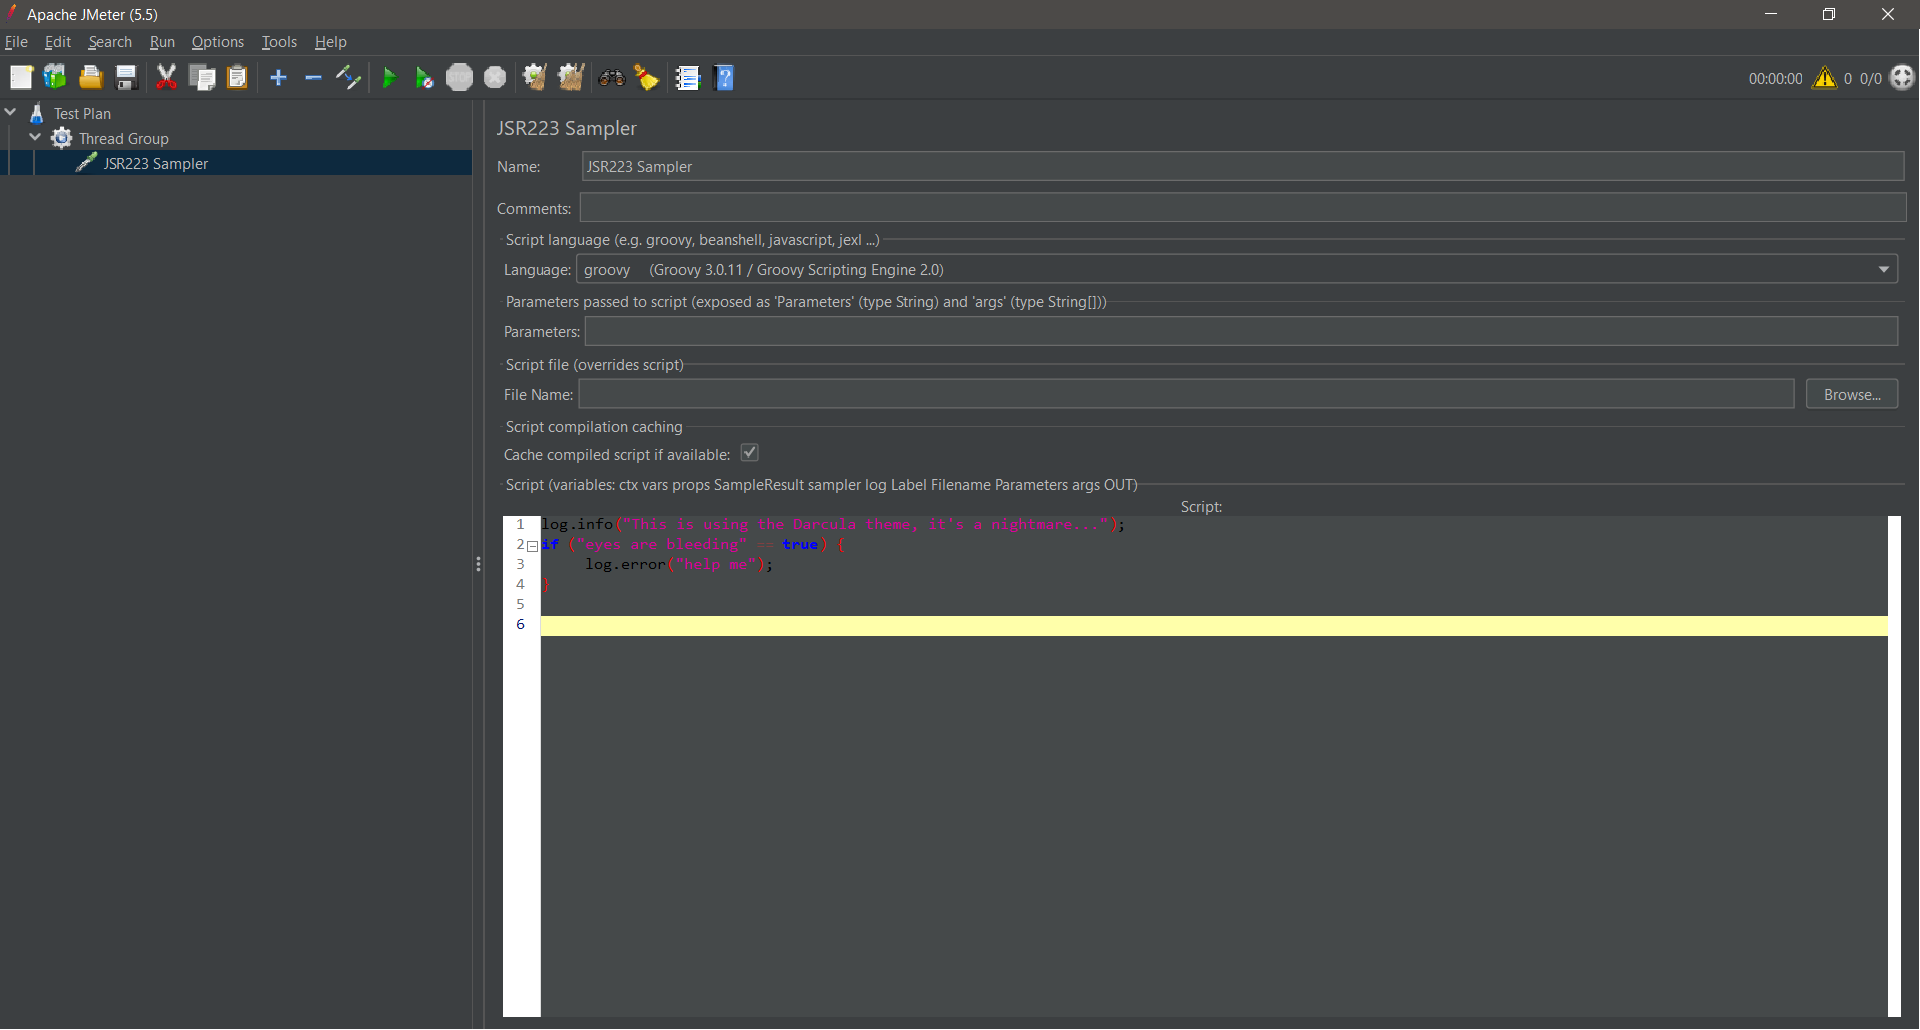 Apache JMeter (5.5)
File Edit Search Run Options Tools Help
STOP
00:00:00 0 0/0
Test Plan
Thread Group
JSR223 Sampler
JSR223 Sampler
Name: JSR223 Sampler
Comments:
Script language (e.g. groovy, beanshell, javascript, jexl ...)
Language: groovy (Groovy 3.0.11 / Groovy Scripting Engine 2.0)
Parameters passed to script (exposed as 'Parameters' (type String) and 'args' (type String[]))
Parameters:
Script file (overrides script)
File Name: Browse...
Script compilation caching
Cache compiled script if available:
Script (variables: ctx vars props SampleResult sampler log Label Filename Parameters args OUT)
Script:
1 log.info("This is using the Darcula theme, it's a nightmare...");
2 if ("eyes are bleeding" == true) {
3 log.error("help me");
4 }
5
6